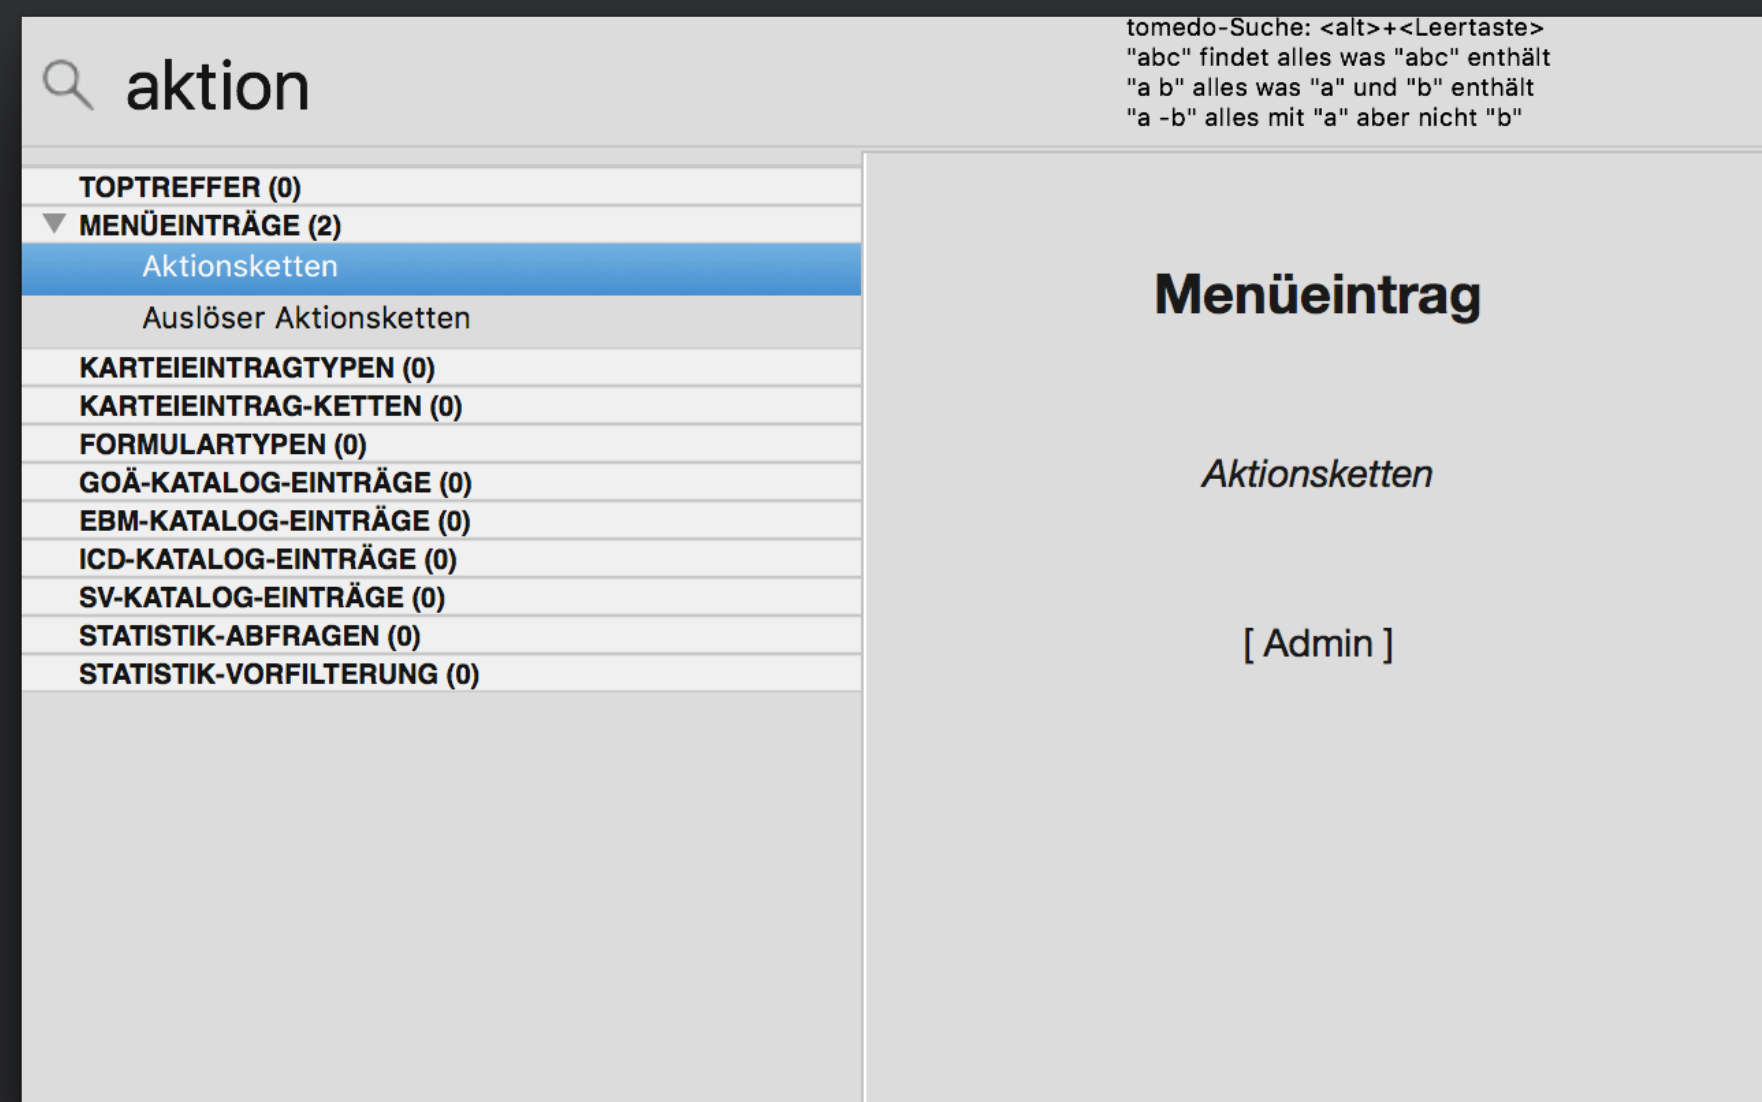 aktion
tomedo-Suche: <alt>+<Leertaste>
"abc" findet alles was "abc" enthält
"a b" alles was "a" und "b" enthält
"a -b" alles mit "a" aber nicht "b"
TOPTREFFER (0)
MENÜEINTRÄGE (2)
Aktionsketten
Auslöser Aktionsketten
KARTEIEINTRAGTYPEN (0)
KARTEIEINTRAG-KETTEN (0)
FORMULARTYPEN (0)
GOÄ-KATALOG-EINTRÄGE (0)
EBM-KATALOG-EINTRÄGE (0)
ICD-KATALOG-EINTRÄGE (0)
SV-KATALOG-EINTRÄGE (0)
STATISTIK-ABFRAGEN (0)
STATISTIK-VORFILTERUNG (0)
Menüeintrag
Aktionsketten
[ Admin ]